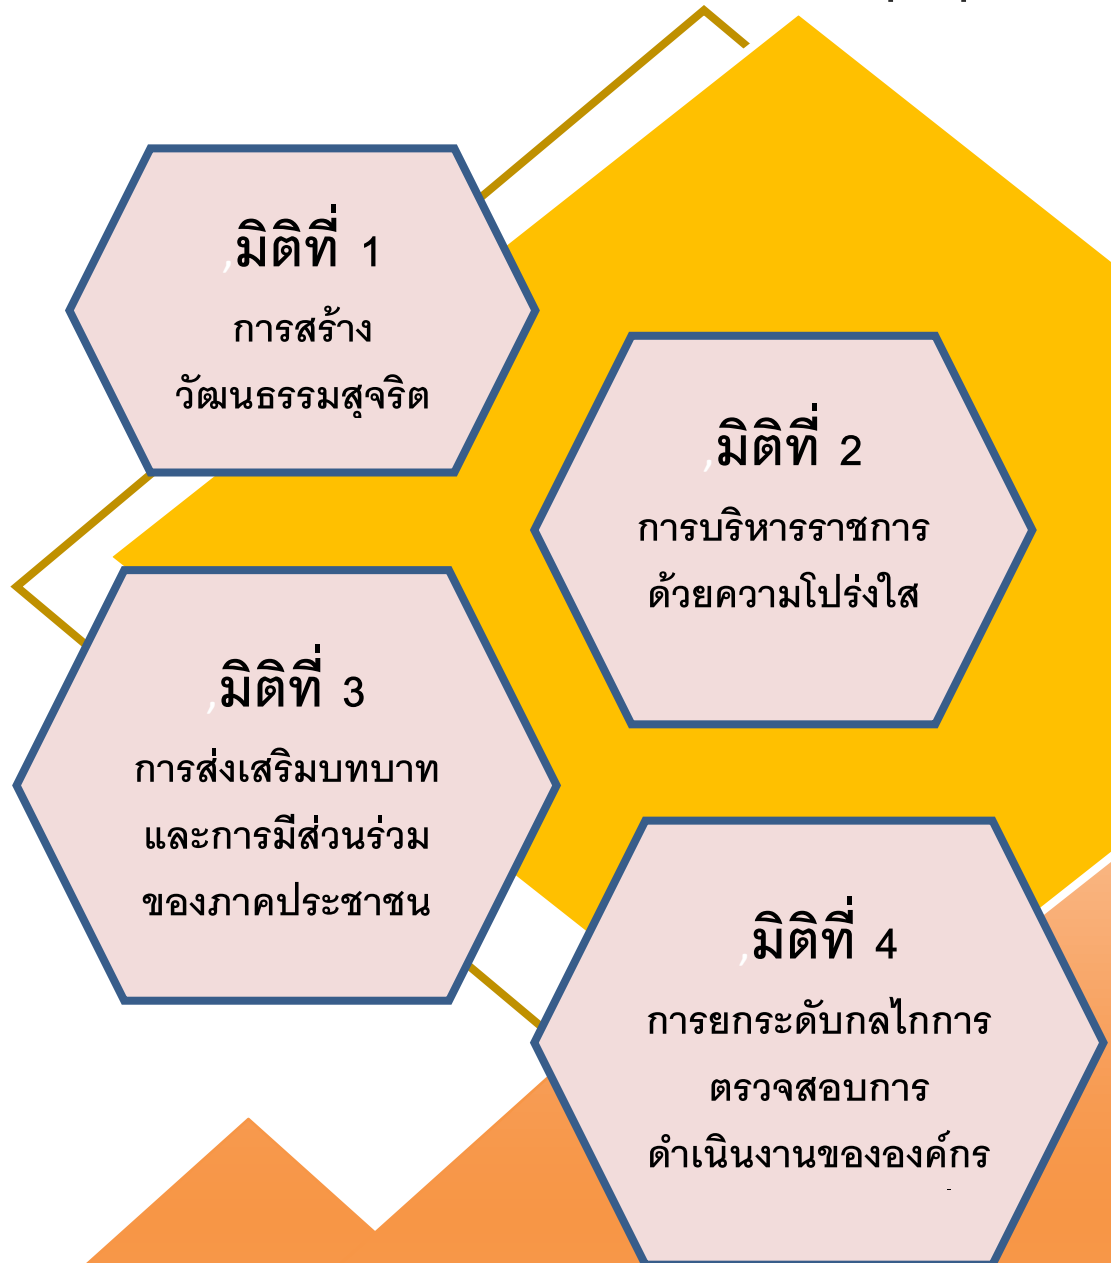 มิติที่ 1
การสร้าง
วัฒนธรรมสุจริต
มิติที่ 2
การบริหารราชการ
ด้วยความโปร่งใส
มิติที่ 3
การส่งเสริมบทบาท
และการมีส่วนร่วม
ของภาคประชาชน
มิติที่ 4
การยกระดับกลไกการ
ตรวจสอบการ
ดำเนินงานขององค์กร